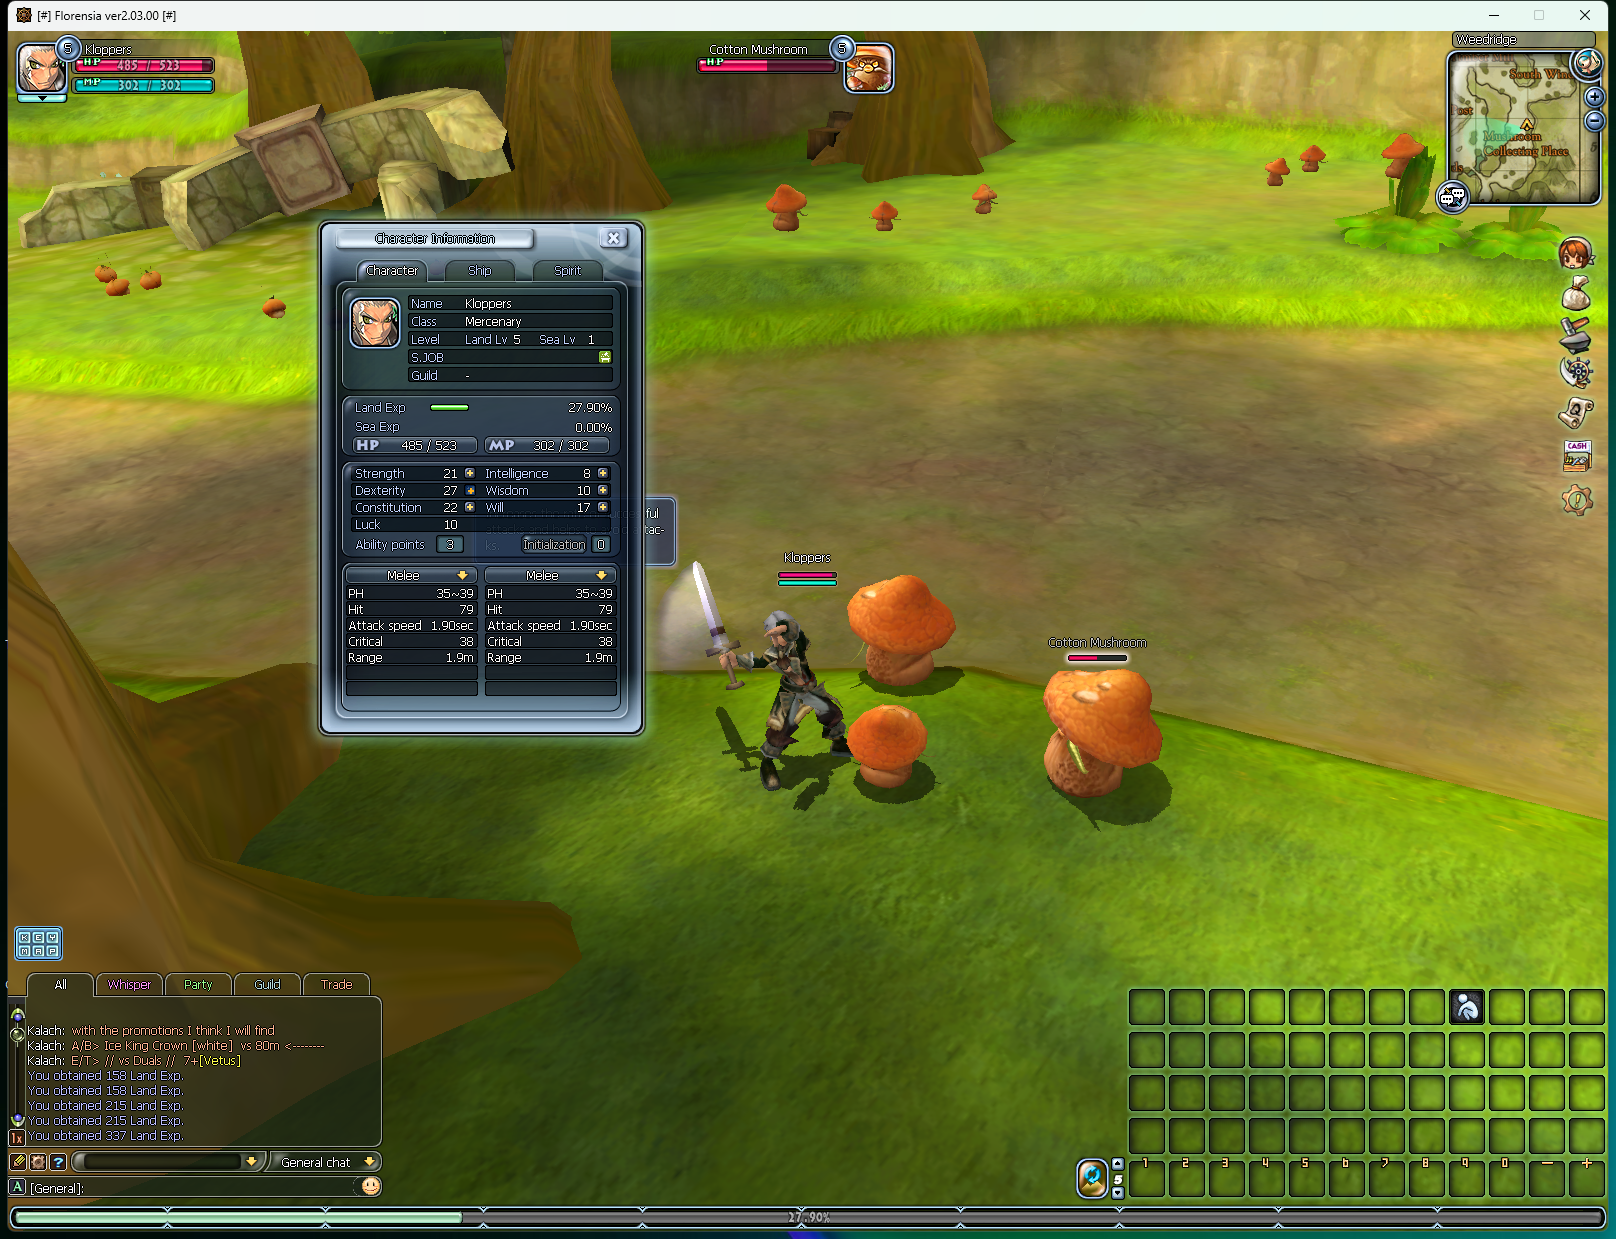 [#] Florensia ver2.03.00 [#]
5 Kloppers
HP 485 / 523
MP 302 / 302
Cotton Mushroom 5
HP
Weedridge
South Win
Post
Mushroom
Collecting Place
Character Information
Character Ship Spirit
Name Kloppers
Class Mercenary
Level Land Lv 5 Sea Lv 1
S.JOB
Guild -
Land Exp 27.90%
Sea Exp 0.00%
HP 485 / 523 MP 302 / 302
Strength 21 Intelligence 8
Dexterity 27 Wisdom 10
Constitution 22 Will 17
Luck 10
Ability points 3 Initialization 0
Melee Melee
PH 35~39 PH 35~39
Hit 79 Hit 79
Attack speed 1.90sec Attack speed 1.90sec
Critical 38 Critical 38
Range 1.9m Range 1.9m
CASH
Kloppers
Cotton Mushroom
KEY
MAP
All Whisper Party Guild Trade
Kalach: with the promotions I think I will find
Kalach: A/B> Ice King Crown [white] vs 80m <--------
Kalach: E/T> // vs Duals // 7+[Vetus]
You obtained 158 Land Exp.
You obtained 158 Land Exp.
You obtained 215 Land Exp.
You obtained 215 Land Exp.
You obtained 337 Land Exp.
1x
? General chat
A [General]:
5 1 2 3 4 5 6 7 8 9 0 - +
27.90%